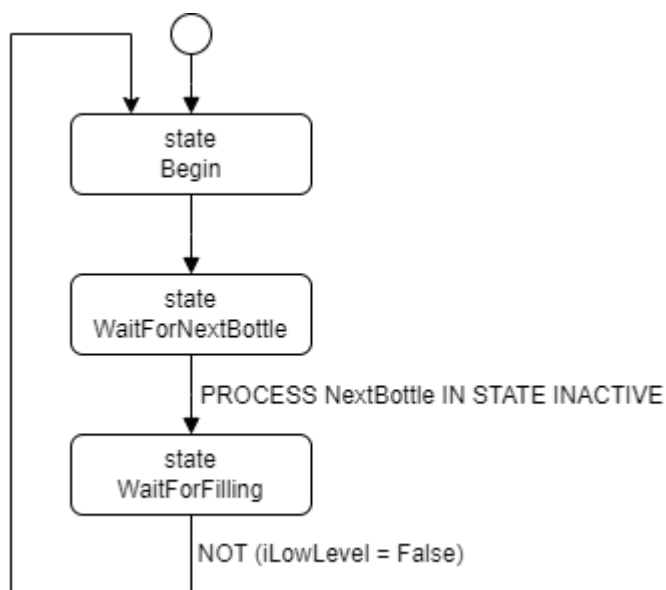 state
Begin
state
WaitForNextBottle
PROCESS NextBottle IN STATE INACTIVE
state
WaitForFilling
NOT (iLowLevel = False)